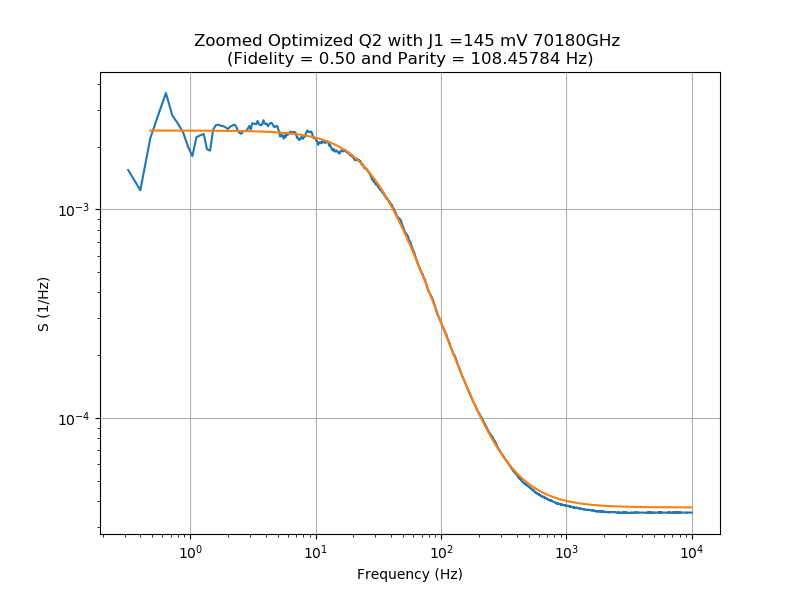 Zoomed Optimized Q2 with J1 =145 mV 70180GHz
(Fidelity = 0.50 and Parity = 108.45784 Hz)
S (1/Hz)
10⁻³
10⁻⁴
10⁰ 10¹ 10² 10³ 10⁴
Frequency (Hz)